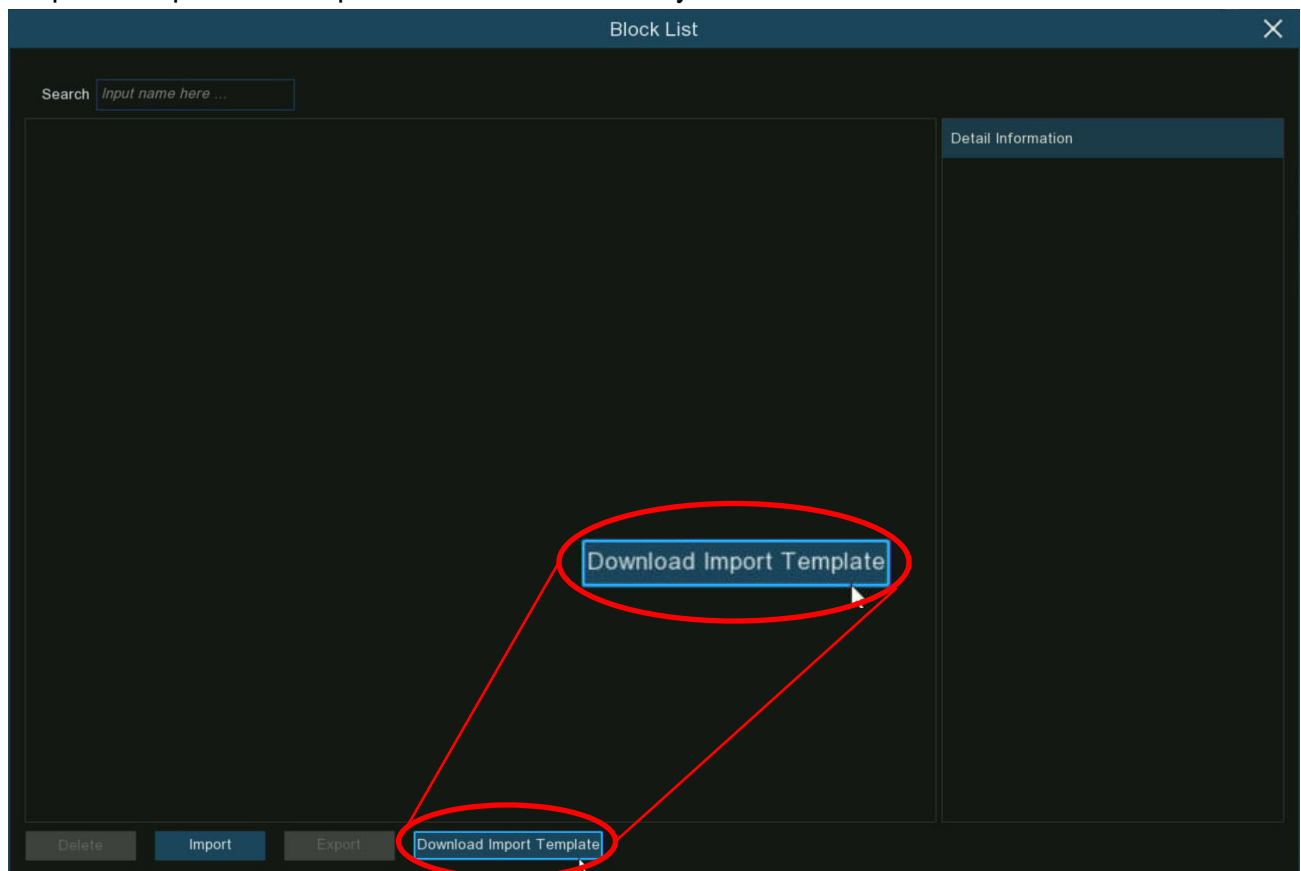 Block List
Search Input name here ...
Detail Information
Download Import Template
Delete Import Export Download Import Template